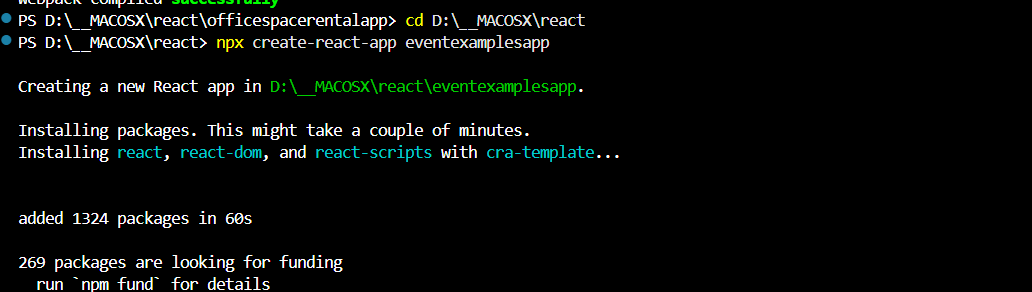 webpack compiled successfully
PS D:\__MACOSX\react\officespacerentalapp> cd D:\__MACOSX\react
PS D:\__MACOSX\react> npx create-react-app eventexamplesapp
Creating a new React app in D:\__MACOSX\react\eventexamplesapp.
Installing packages. This might take a couple of minutes.
Installing react, react-dom, and react-scripts with cra-template...
added 1324 packages in 60s
269 packages are looking for funding
  run `npm fund` for details